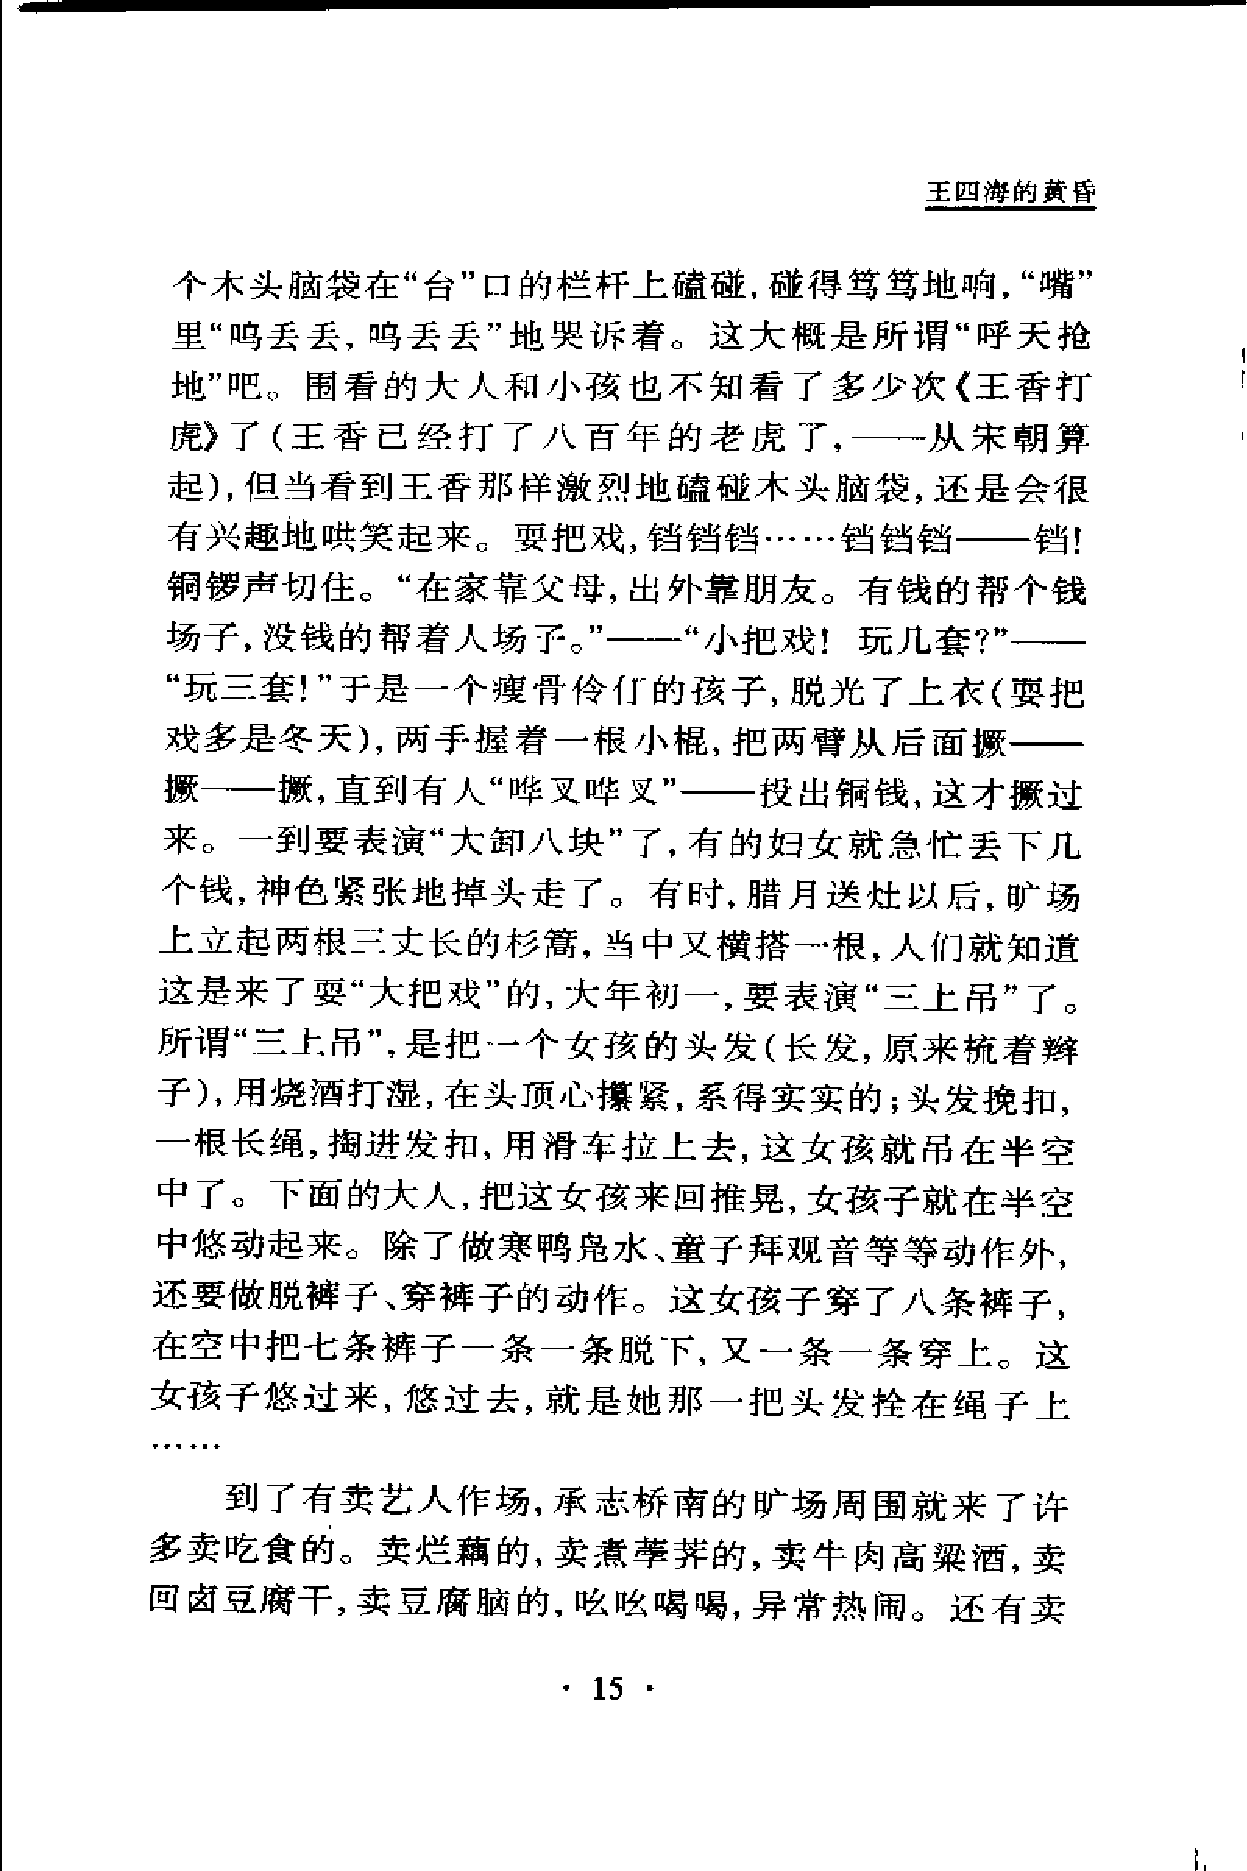 王四海的黄昏
个木头脑袋在“台”口的栏杆上磕碰,碰得笃笃地响,“嘴”
里“呜丢丢,呜丢丢”地哭诉着。这大概是所谓“呼天抢
地”吧。围看的大人和小孩也不知看了多少次《王香打
虎》了(王香已经打了八百年的老虎了,——从宋朝算
起),但当看到王香那样激烈地磕碰木头脑袋,还是会很
有兴趣地哄笑起来。耍把戏,铛铛铛……铛铛铛——铛!
铜锣声切住。“在家靠父母,出外靠朋友。有钱的帮个钱
场子,没钱的帮着人场子。”——“小把戏! 玩几套?”——
“玩三套!”于是一个瘦骨伶仃的孩子,脱光了上衣(耍把
戏多是冬天),两手握着一根小棍,把两臂从后面撅——
撅——撅,直到有人“哗叉哗叉”——投出铜钱,这才撅过
来。一到要表演“大卸八块”了,有的妇女就急忙丢下几
个钱,神色紧张地掉头走了。有时,腊月送灶以后,旷场
上立起两根三丈长的杉篙,当中又横搭一根,人们就知道
这是来了耍“大把戏”的,大年初一,要表演“三上吊”了。
所谓“三上吊”,是把一个女孩的头发(长发,原来梳着辫
子),用烧酒打湿,在头顶心攥紧,系得实实的;头发挽扣,
一根长绳,掏进发扣,用滑车拉上去,这女孩就吊在半空
中了。下面的大人,把这女孩来回推晃,女孩子就在半空
中悠动起来。除了做寒鸭凫水、童子拜观音等等动作外,
还要做脱裤子、穿裤子的动作。这女孩子穿了八条裤子,
在空中把七条裤子一条一条脱下,又一条一条穿上。这
女孩子悠过来,悠过去,就是她那一把头发拴在绳子上
……
到了有卖艺人作场,承志桥南的旷场周围就来了许
多卖吃食的。卖烂藕的,卖煮荸荠的,卖牛肉高粱酒,卖
回卤豆腐干,卖豆腐脑的,吆吆喝喝,异常热闹。还有卖
· 15 ·